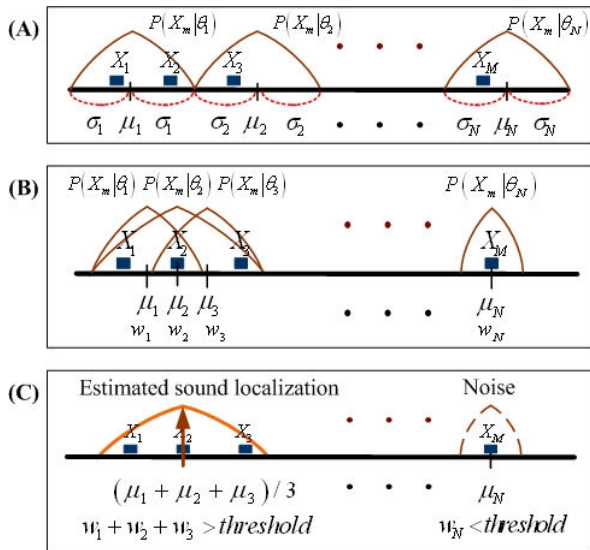 (A)
P(X_m|θ_1) P(X_m|θ_2) P(X_m|θ_N)
X_1 X_2 X_3 X_M
σ_1 μ_1 σ_1 σ_2 μ_2 σ_2 σ_N μ_N σ_N
(B)
P(X_m|θ_1) P(X_m|θ_2) P(X_m|θ_3) P(X_m|θ_N)
X_1 X_2 X_3 X_M
μ_1 μ_2 μ_3 μ_N
w_1 w_2 w_3 w_N
(C)
Estimated sound localization Noise
X_1 X_2 X_3 X_M
(μ_1 + μ_2 + μ_3)/3 μ_N
w_1 + w_2 + w_3 > threshold w_N < threshold